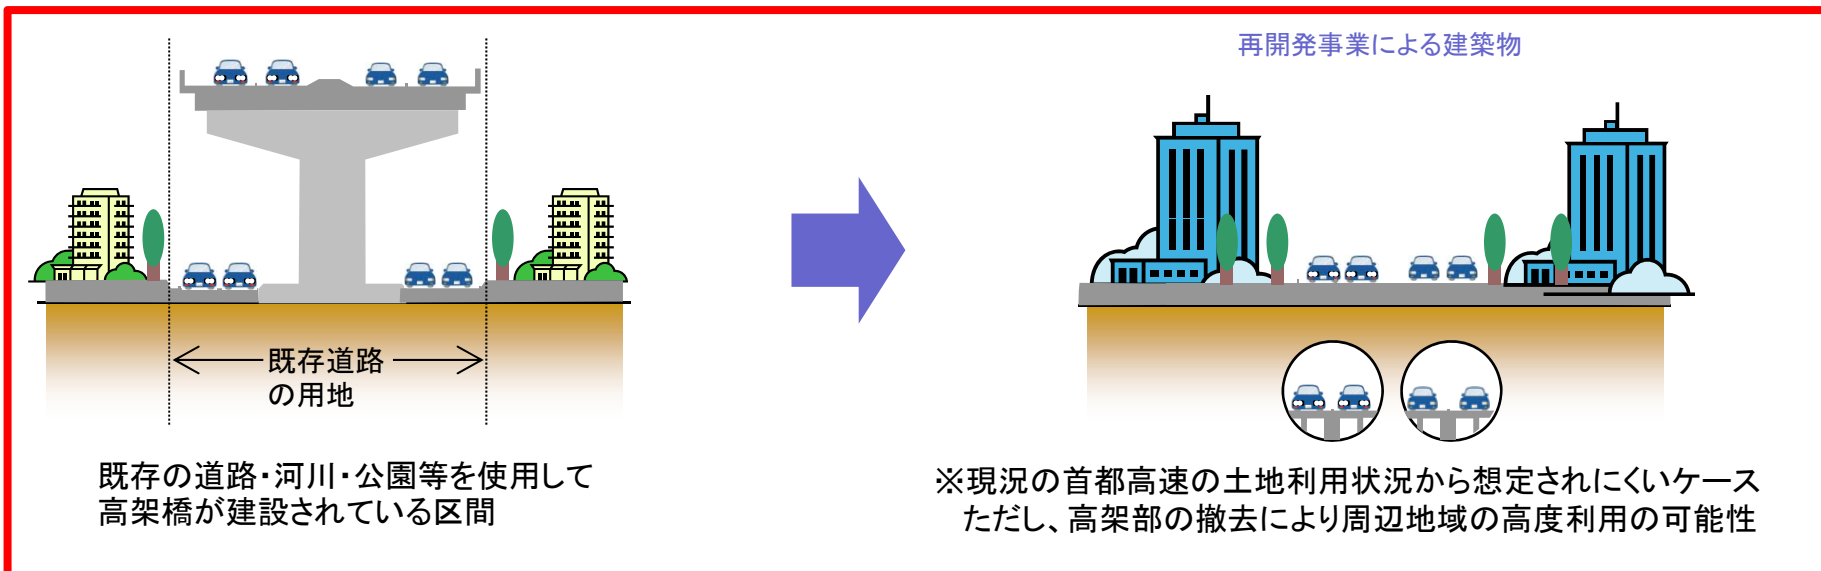 再開発事業による建築物
既存道路
の用地
既存の道路・河川・公園等を使用して
高架橋が建設されている区間
※現況の首都高速の土地利用状況から想定されにくいケース
ただし、高架部の撤去により周辺地域の高度利用の可能性